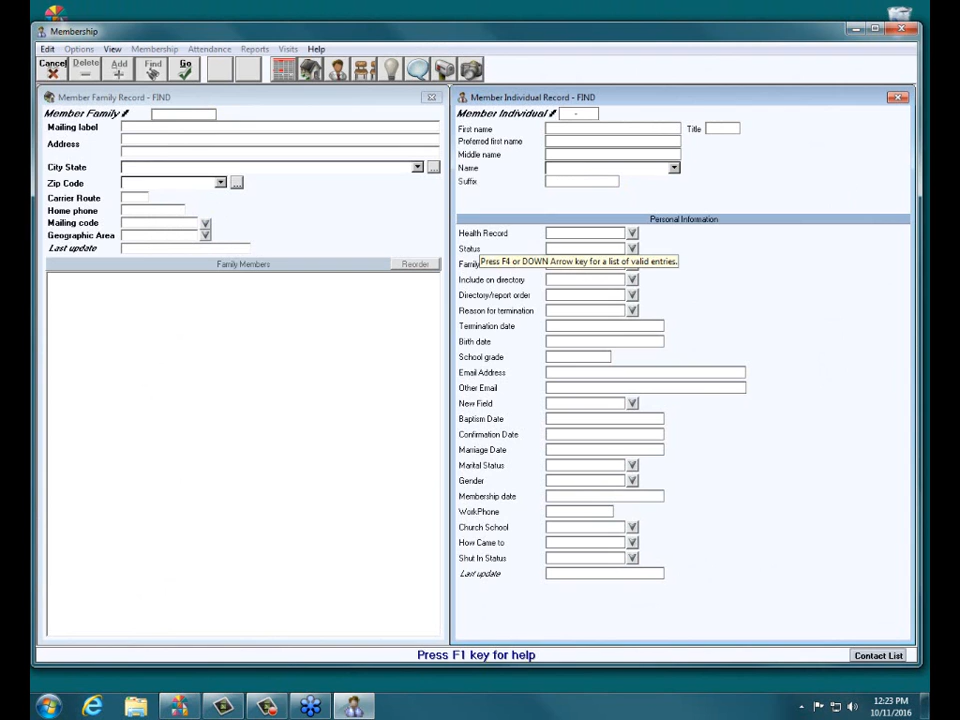 Membership
Edit Options View Membership Attendance Reports Visits Help
Cancel Delete Add Find Go
Member Family Record - FIND
Member Family #
Mailing label
Address
City State
...
Zip Code
...
Carrier Route
Home phone
Mailing code
Geographic Area
Last update
Family Members Reorder
Member Individual Record - FIND
Member Individual # -
First name Title
Preferred first name
Middle name
Name
Suffix
Personal Information
Health Record
Status
Press F4 or DOWN Arrow key for a list of valid entries.
Family
Include on directory
Directory/report order
Reason for termination
Termination date
Birth date
School grade
Email Address
Other Email
New Field
Baptism Date
Confirmation Date
Marriage Date
Marital Status
Gender
Membership date
WorkPhone
Church School
How Came to
Shut In Status
Last update
Press F1 key for help
Contact List
12:23 PM
10/11/2016